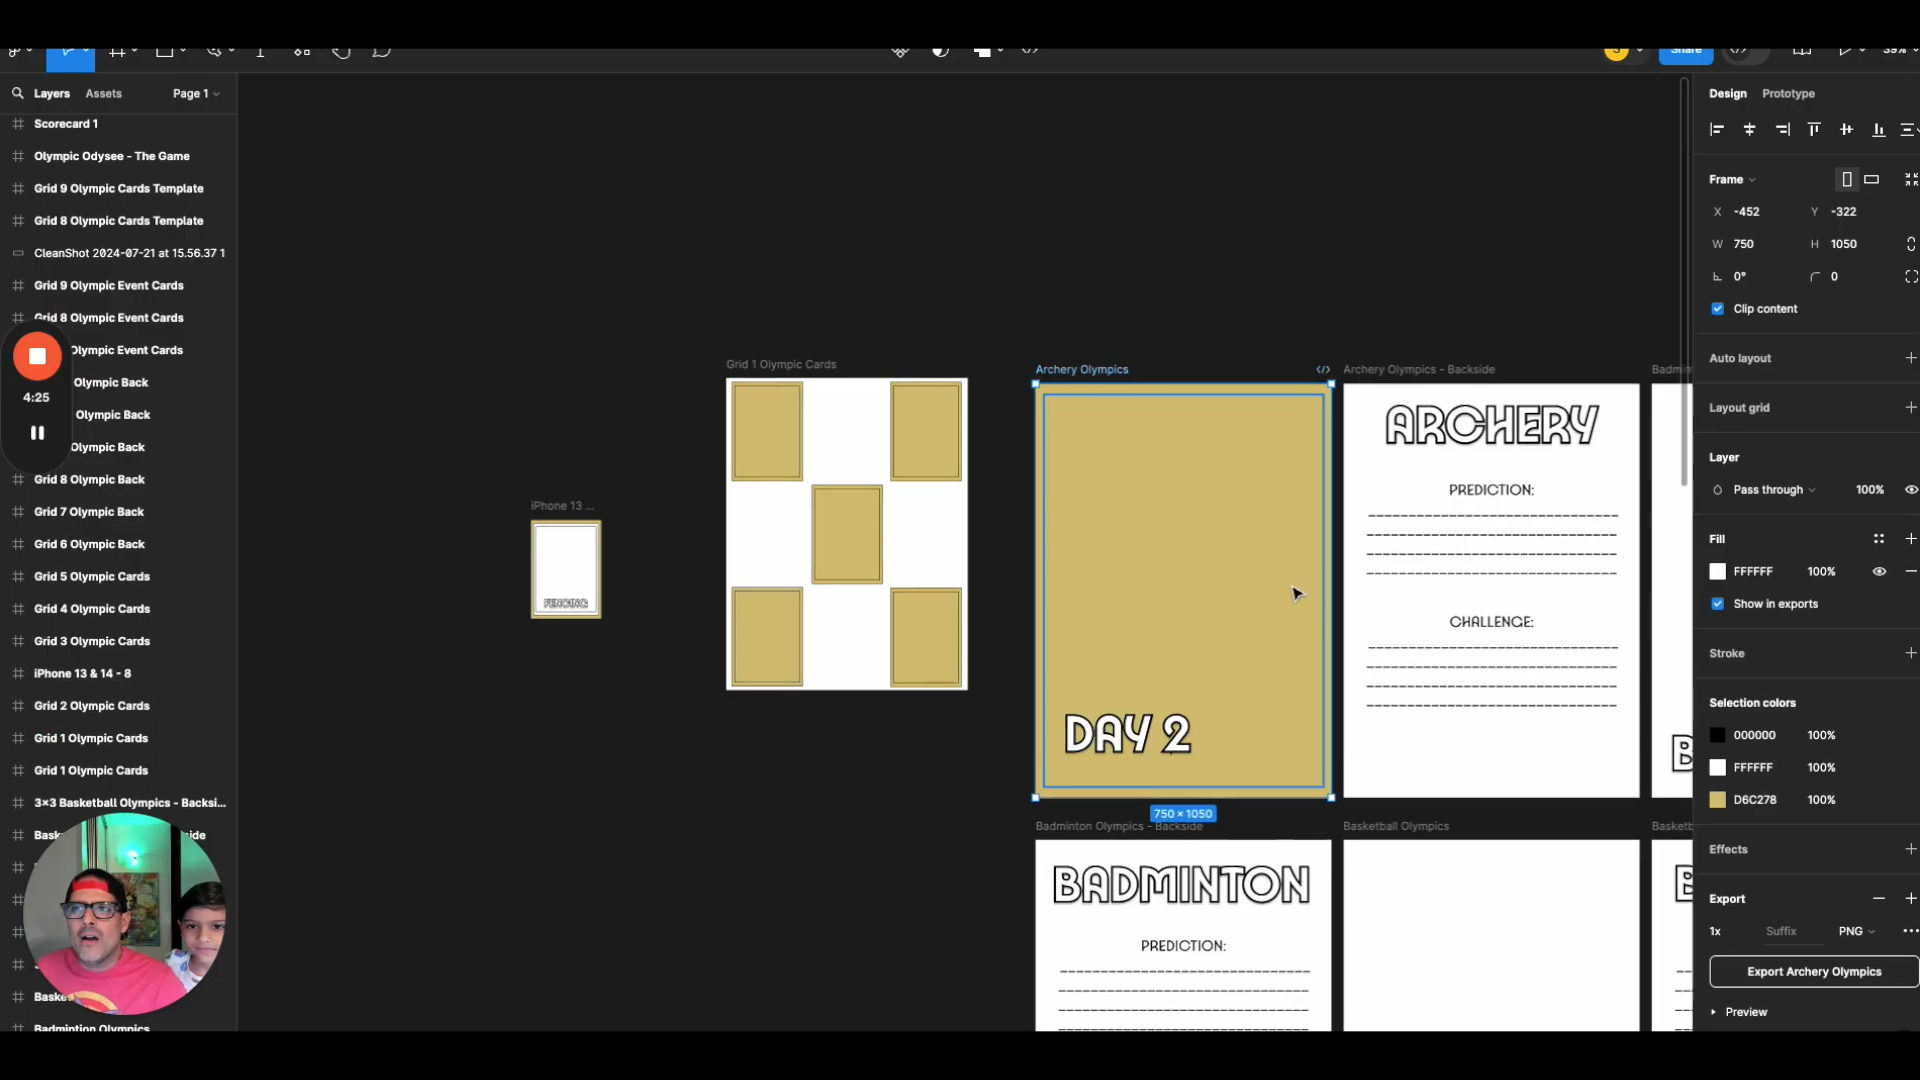 Share
39%
Layers
Assets
Page 1
Scorecard 1
Olympic Odysee - The Game
Grid 9 Olympic Cards Template
Grid 8 Olympic Cards Template
CleanShot 2024-07-21 at 15.56.37 1
Grid 9 Olympic Event Cards
Grid 8 Olympic Event Cards
Olympic Event Cards
Olympic Back
Olympic Back
Olympic Back
Grid 8 Olympic Back
Grid 7 Olympic Back
Grid 6 Olympic Back
Grid 5 Olympic Cards
Grid 4 Olympic Cards
Grid 3 Olympic Cards
iPhone 13 & 14 - 8
Grid 2 Olympic Cards
Grid 1 Olympic Cards
Grid 1 Olympic Cards
3x3 Basketball Olympics - Backsi...
Badmintion Olympics
4:25
iPhone 13 ...
FENCING
Grid 1 Olympic Cards
Archery Olympics
DAY 2
750 × 1050
Archery Olympics - Backside
ARCHERY
PREDICTION:
CHALLENGE:
Badminton Olympics - Backside
BADMINTON
PREDICTION:
Basketball Olympics
Design
Prototype
Frame
X -452
Y -322
W 750
H 1050
0°
0
Clip content
Auto layout
Layout grid
Layer
Pass through
100%
Fill
FFFFFF 100%
Show in exports
Stroke
Selection colors
000000 100%
FFFFFF 100%
D6C278 100%
Effects
Export
1x
Suffix
PNG
Export Archery Olympics
Preview